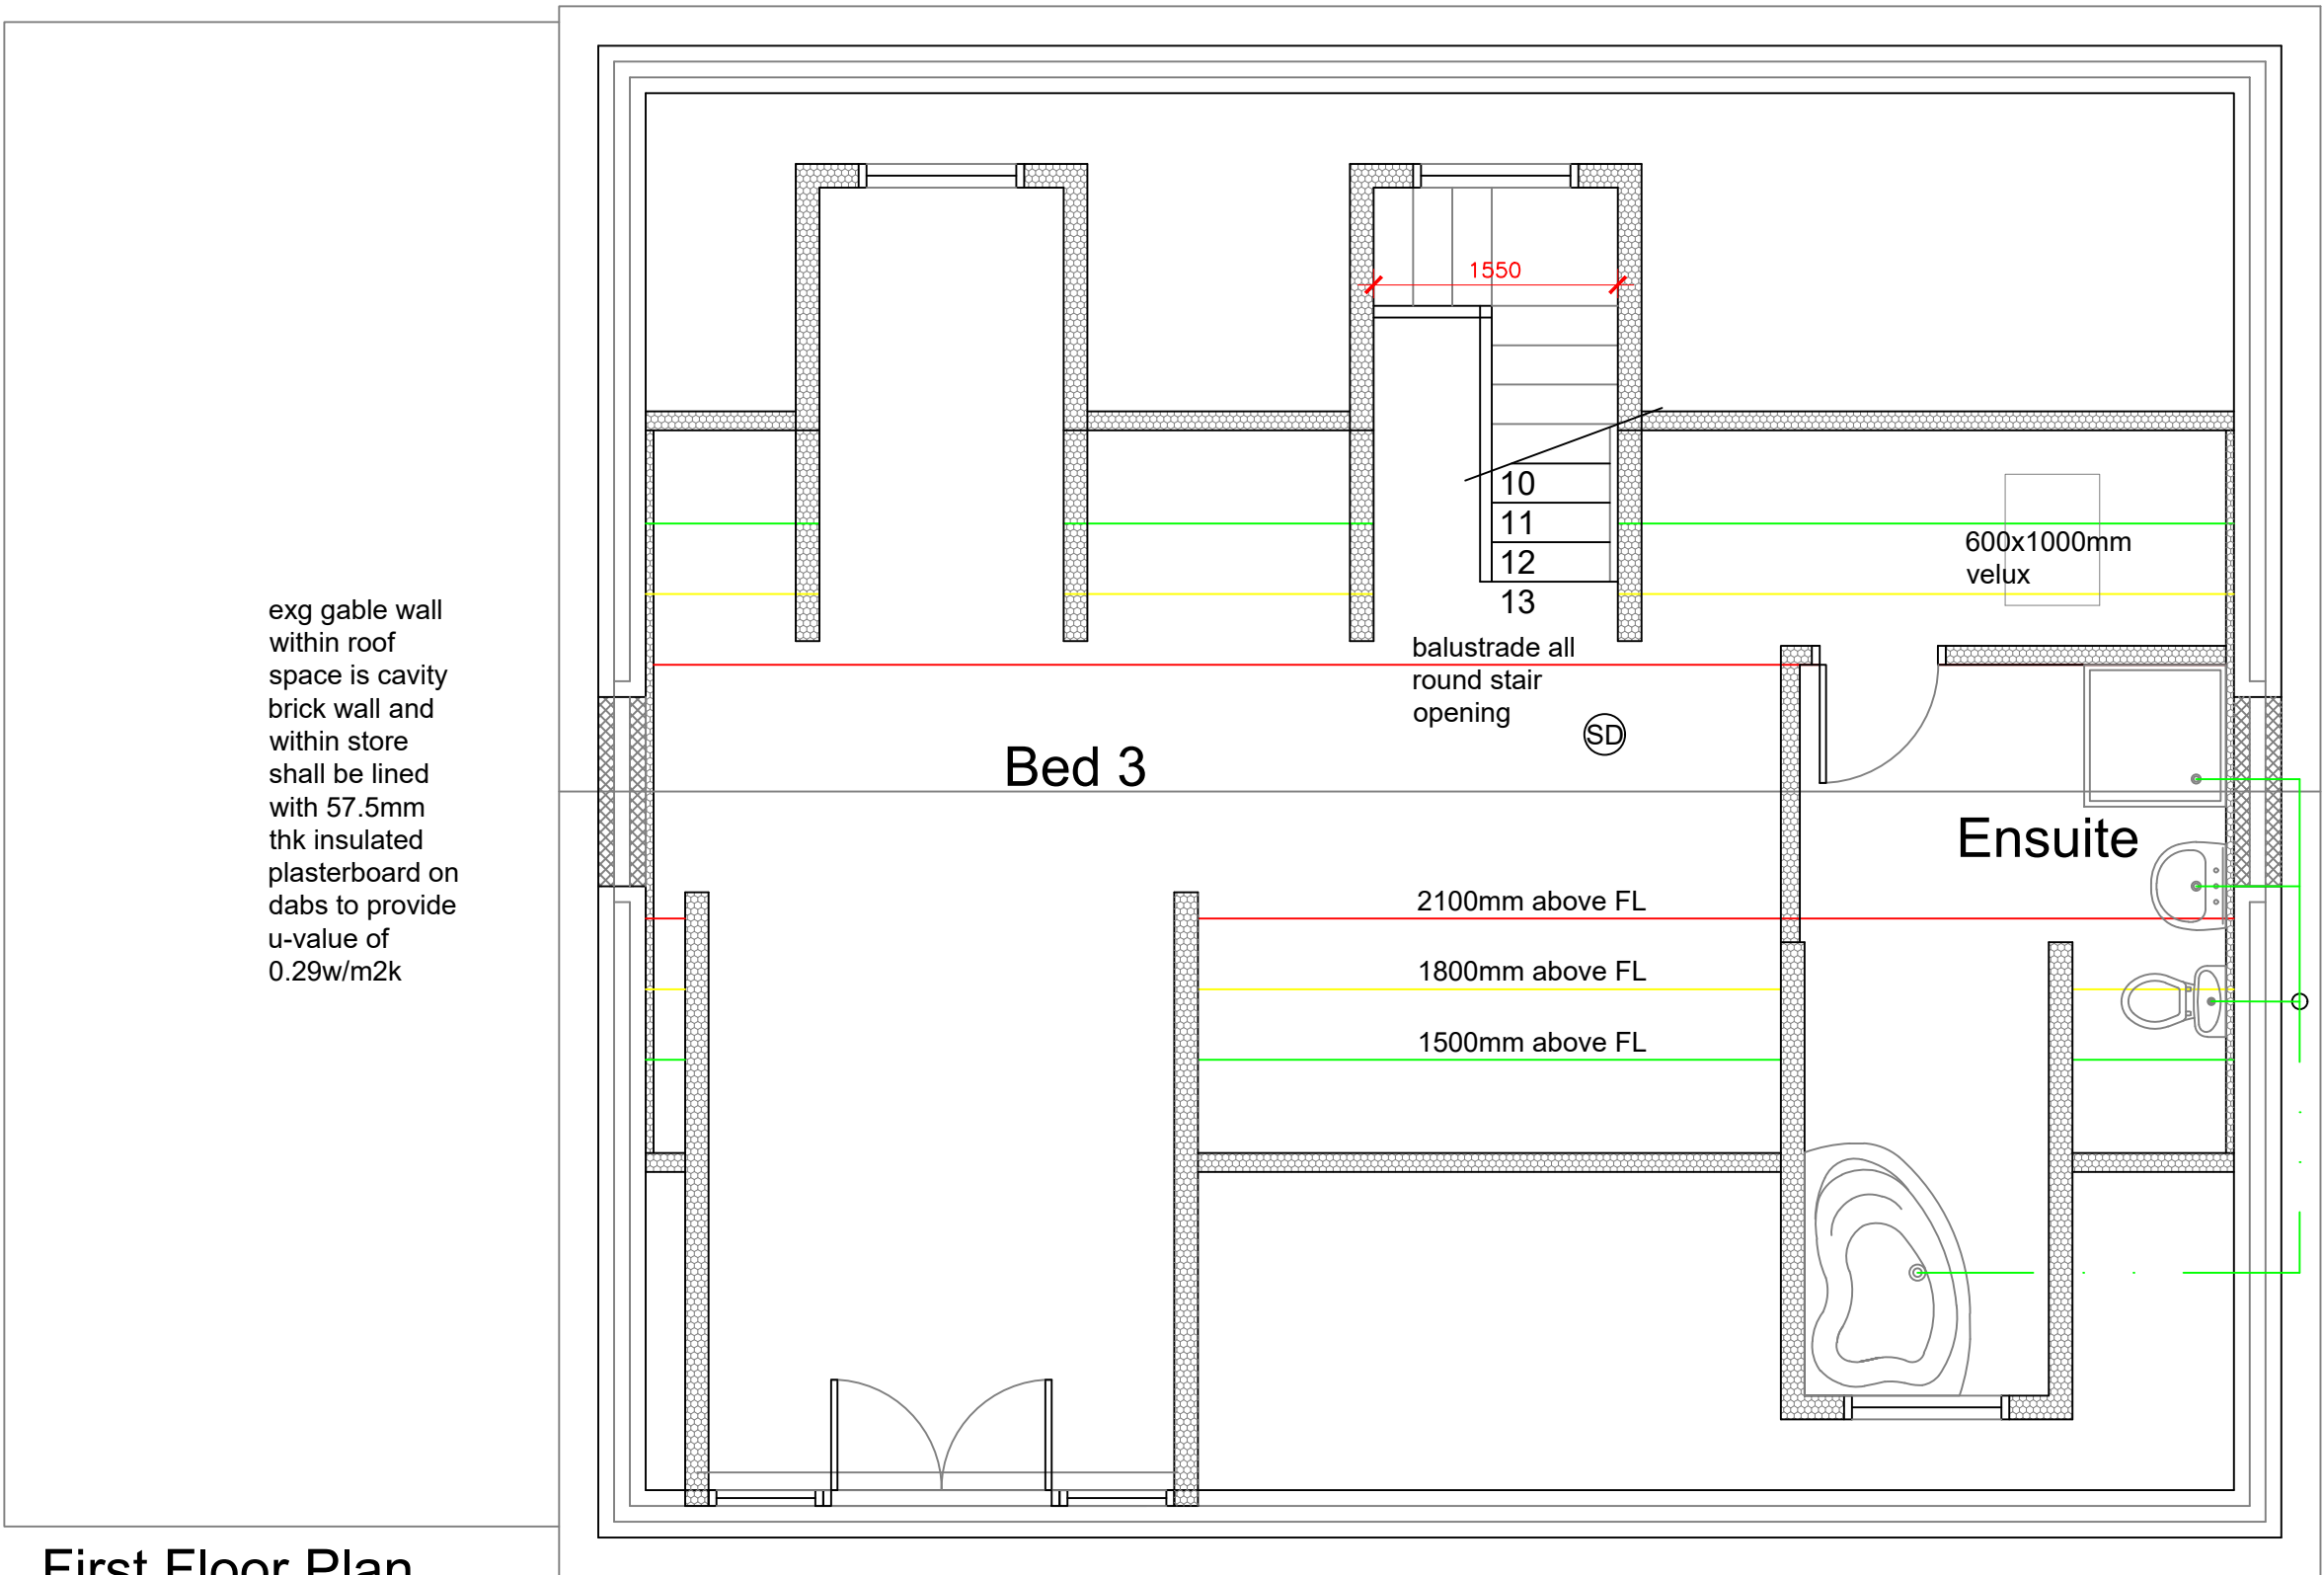 1550
10
11
12
13
600x1000mm
velux
exg gable wall
within roof
space is cavity
brick wall and
within store
shall be lined
with 57.5mm
thk insulated
plasterboard on
dabs to provide
u-value of
0.29w/m2k
balustrade all
round stair
opening
SD
Bed 3
Ensuite
2100mm above FL
1800mm above FL
1500mm above FL
First Floor Plan